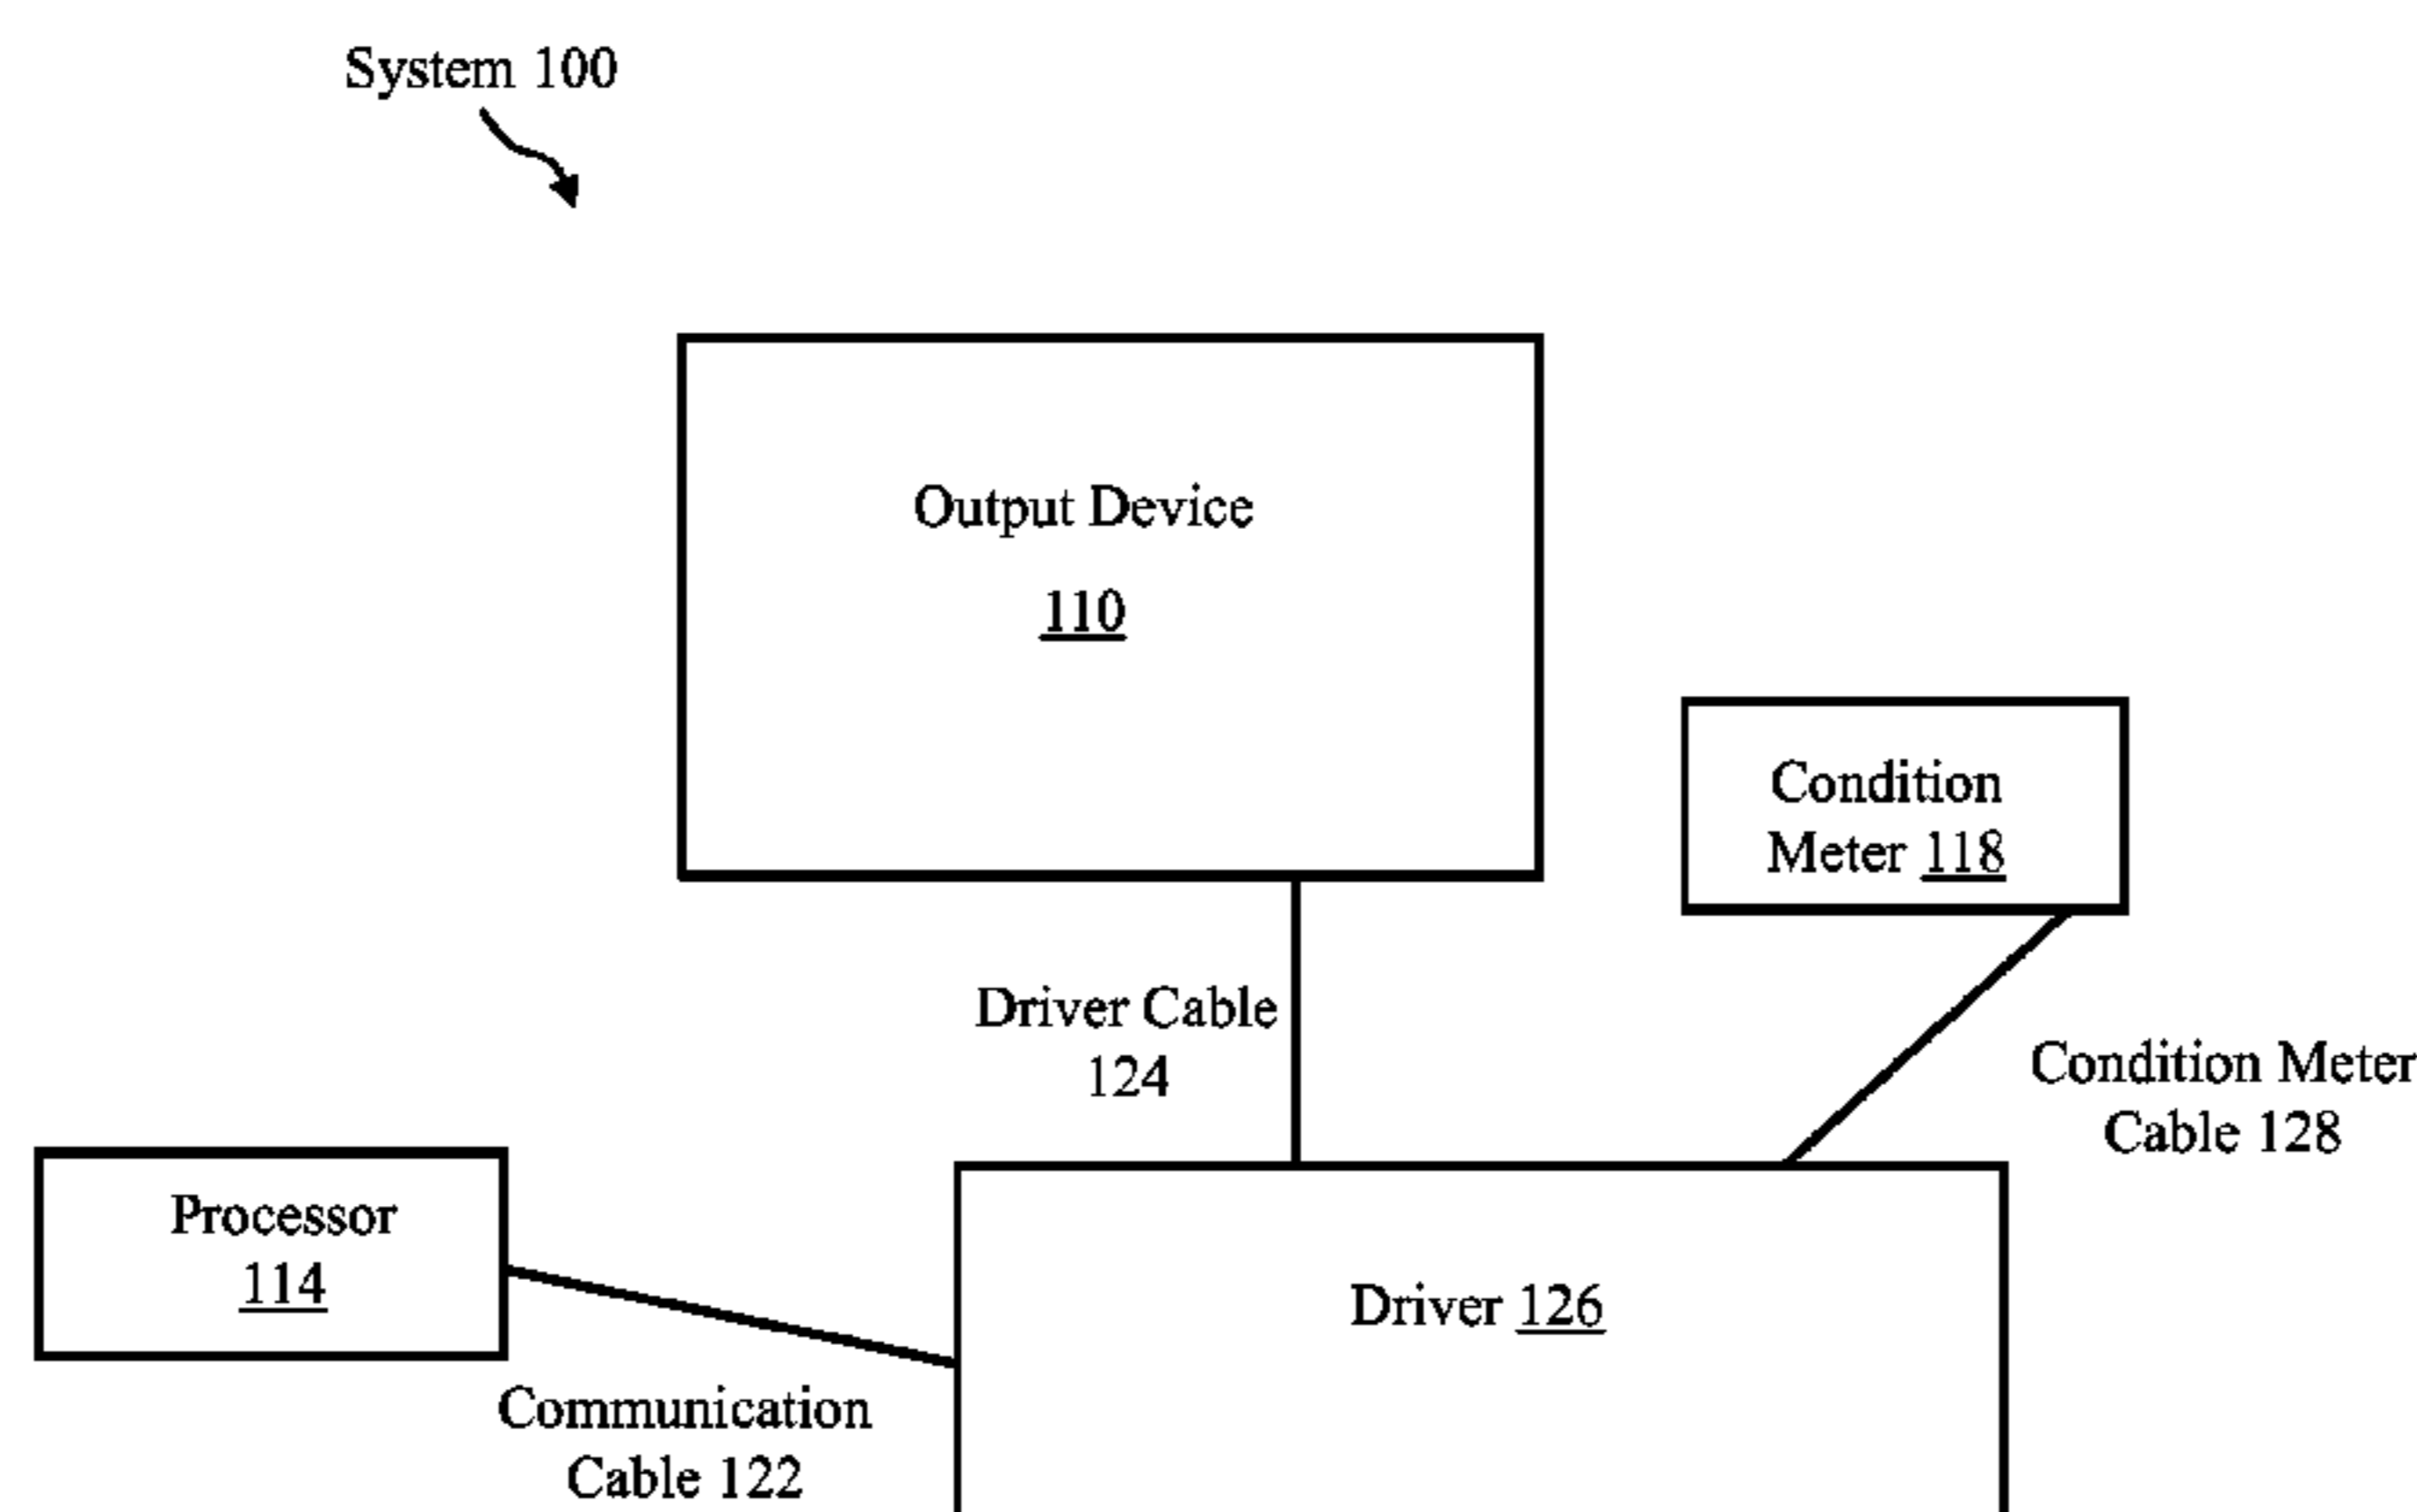 System 100
Output Device
110
Condition
Meter 118
Driver Cable
124
Condition Meter
Cable 128
Processor
114
Driver 126
Communication
Cable 122